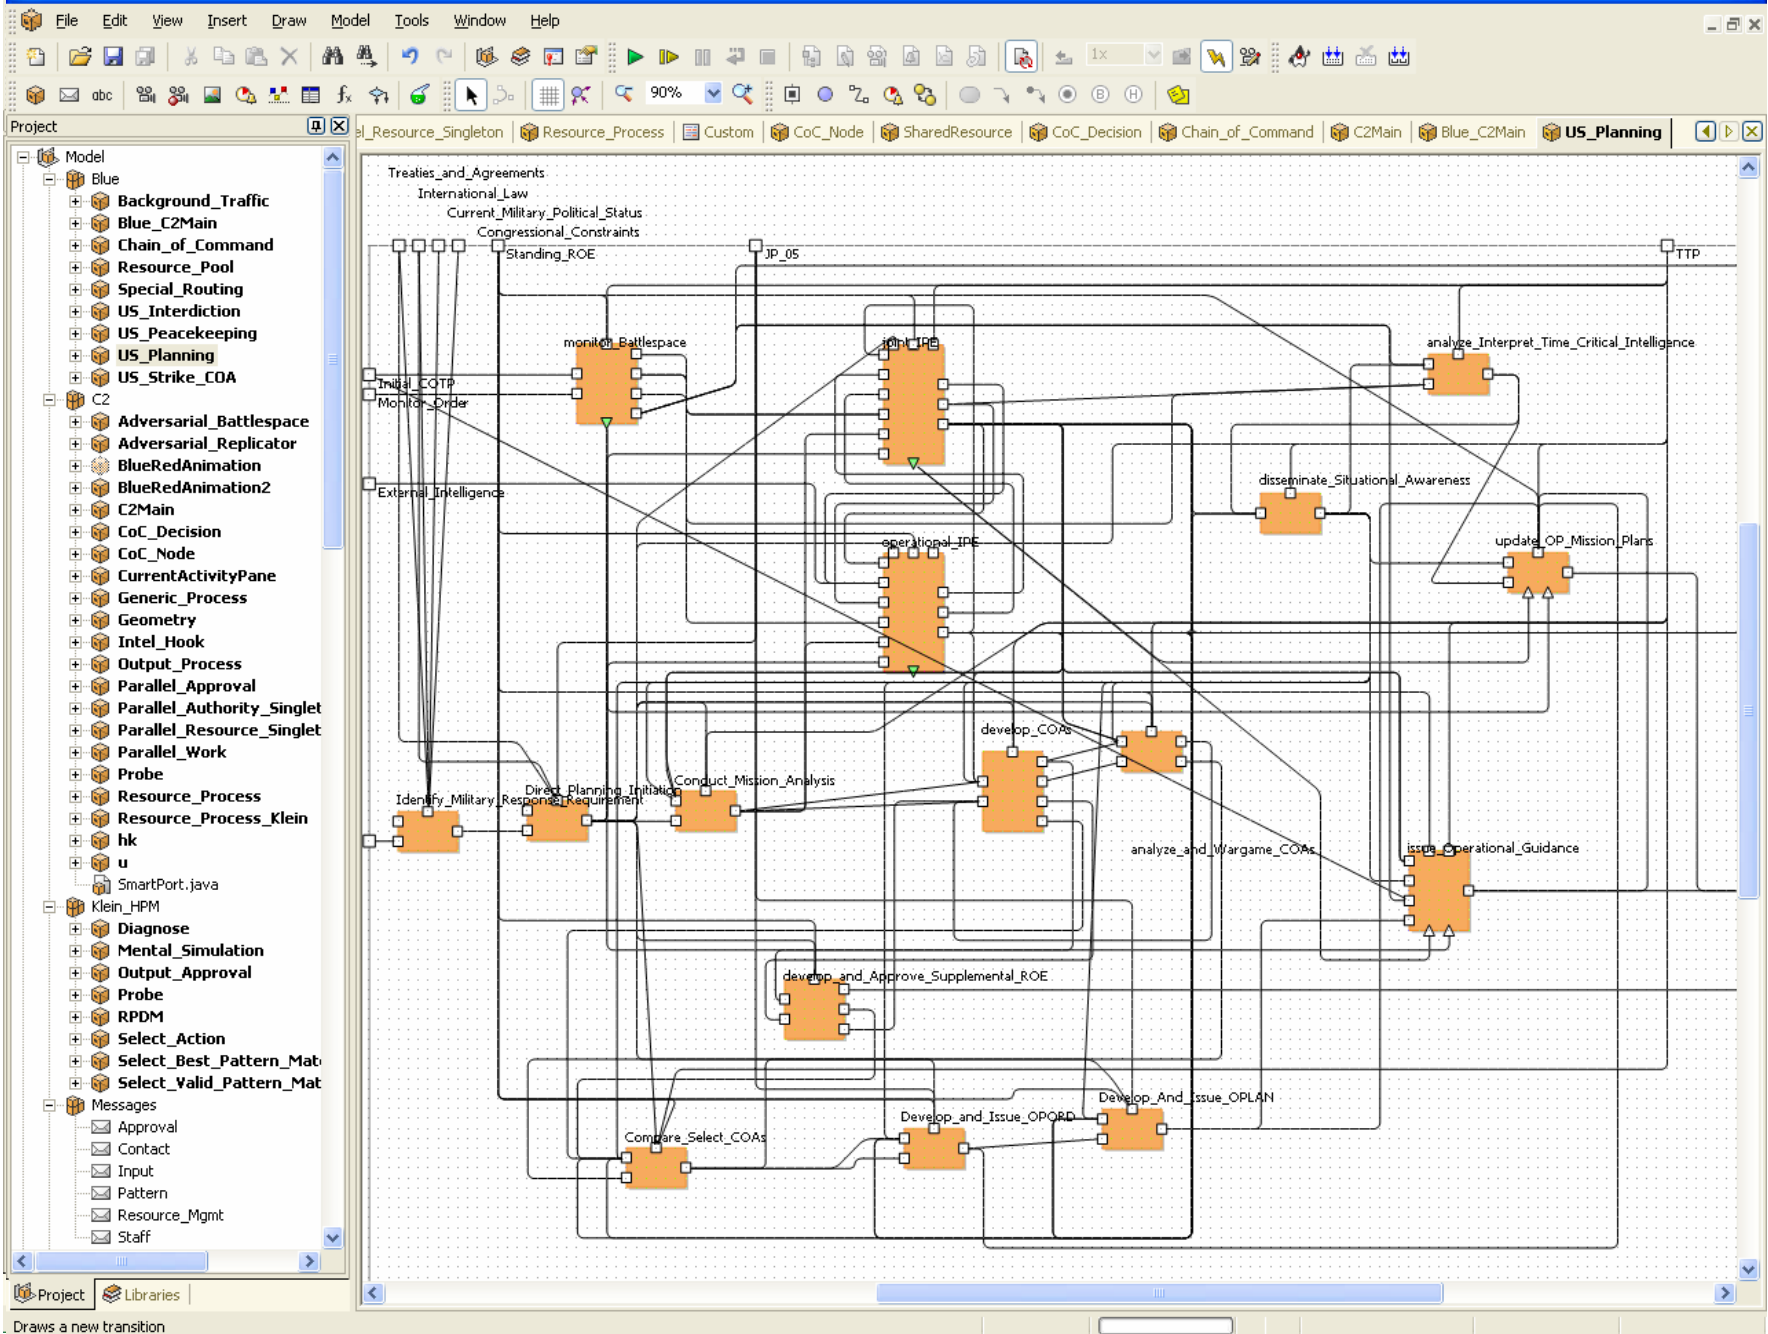 File Edit View Insert Draw Model Tools Window Help
1x
abc 90%
Project
el_Resource_Singleton Resource_Process Custom CoC_Node SharedResource CoC_Decision Chain_of_Command C2Main Blue_C2Main US_Planning
Model
Blue
Background_Traffic
Blue_C2Main
Chain_of_Command
Resource_Pool
Special_Routing
US_Interdiction
US_Peacekeeping
US_Planning
US_Strike_COA
C2
Adversarial_Battlespace
Adversarial_Replicator
BlueRedAnimation
BlueRedAnimation2
C2Main
CoC_Decision
CoC_Node
CurrentActivityPane
Generic_Process
Geometry
Intel_Hook
Output_Process
Parallel_Approval
Parallel_Authority_Singlet
Parallel_Resource_Singlet
Parallel_Work
Probe
Resource_Process
Resource_Process_Klein
hk
u
SmartPort.java
Klein_HPM
Diagnose
Mental_Simulation
Output_Approval
Probe
RPDM
Select_Action
Select_Best_Pattern_Mat
Select_Valid_Pattern_Mat
Messages
Approval
Contact
Input
Pattern
Resource_Mgmt
Staff
Project Libraries
Draws a new transition
Treaties_and_Agreements
International_Law
Current_Military_Political_Status
Congressional_Constraints
Standing_ROE
JP_05
TTP
monitor_Battlespace
joint_IPE
analyze_Interpret_Time_Critical_Intelligence
Initial_COTP
Monitor_Order
External_Intelligence
disseminate_Situational_Awareness
operational_IPE
update_OP_Mission_Plans
develop_COAs
Conduct_Mission_Analysis
Direct_Planning_Initiation
Identify_Military_Response_Requirement
analyze_and_Wargame_COAs
issue_Operational_Guidance
develop_and_Approve_Supplemental_ROE
Develop_And_Issue_OPLAN
Develop_and_Issue_OPORD
Compare_Select_COAs